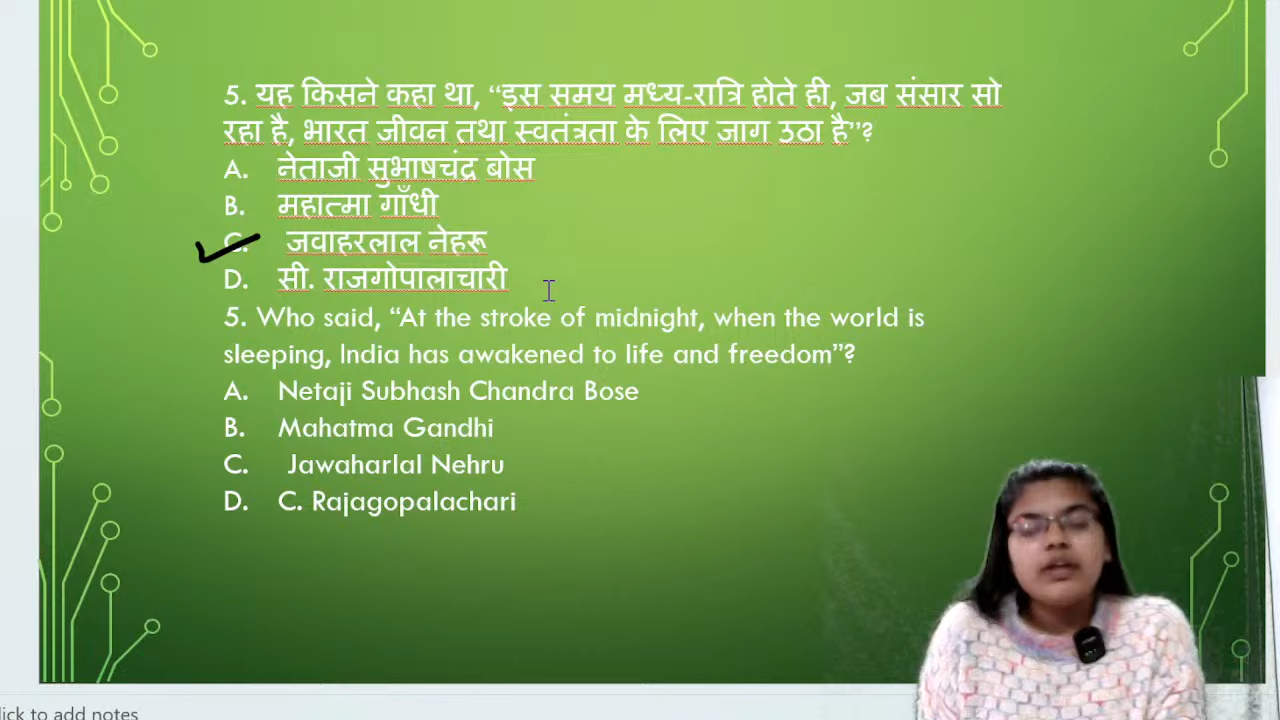 5. यह किसने कहा था, “इस समय मध्य-रात्रि होते ही, जब संसार सो
रहा है, भारत जीवन तथा स्वतंत्रता के लिए जाग उठा है”?
A. नेताजी सुभाषचंद्र बोस
B. महात्मा गाँधी
C. जवाहरलाल नेहरू
D. सी. राजगोपालाचारी
5. Who said, “At the stroke of midnight, when the world is
sleeping, India has awakened to life and freedom”?
A. Netaji Subhash Chandra Bose
B. Mahatma Gandhi
C. Jawaharlal Nehru
D. C. Rajagopalachari
lick to add notes